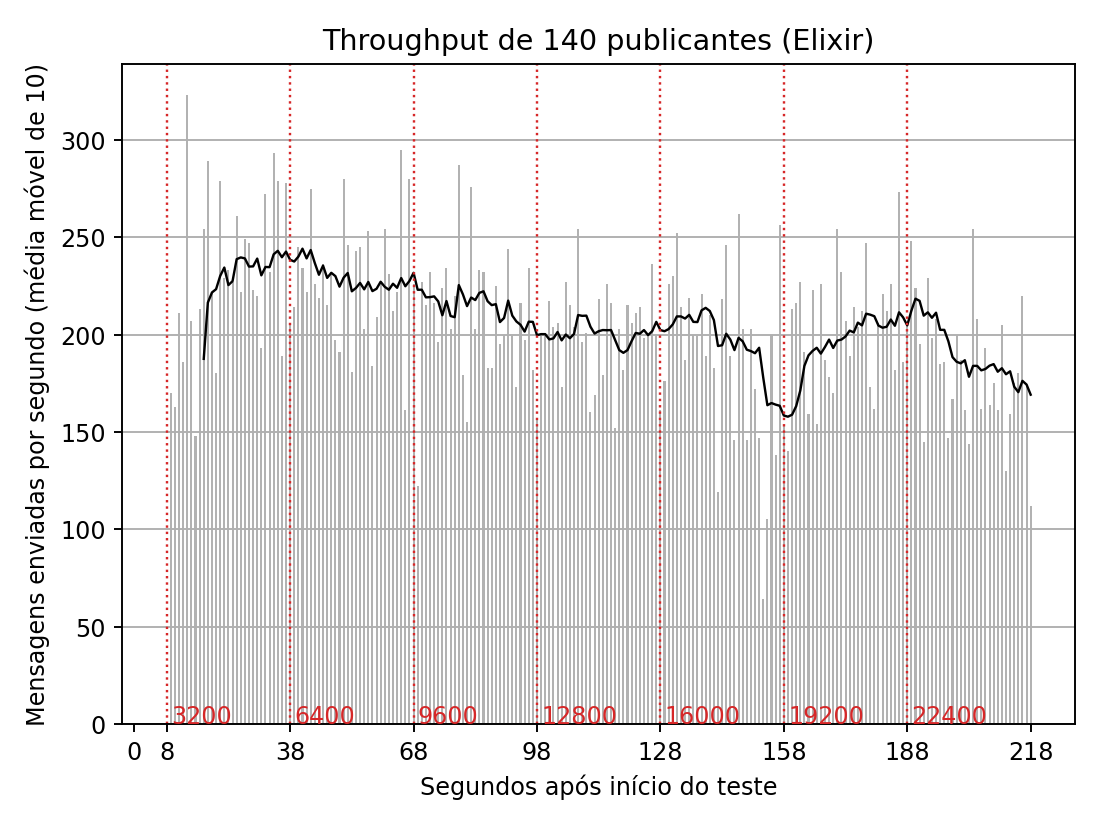 Throughput de 140 publicantes (Elixir)
Mensagens enviadas por segundo (média móvel de 10)
300
250
200
150
100
50
0
3200 6400 9600 12800 16000 19200 22400
0 8 38 68 98 128 158 188 218
Segundos após início do teste